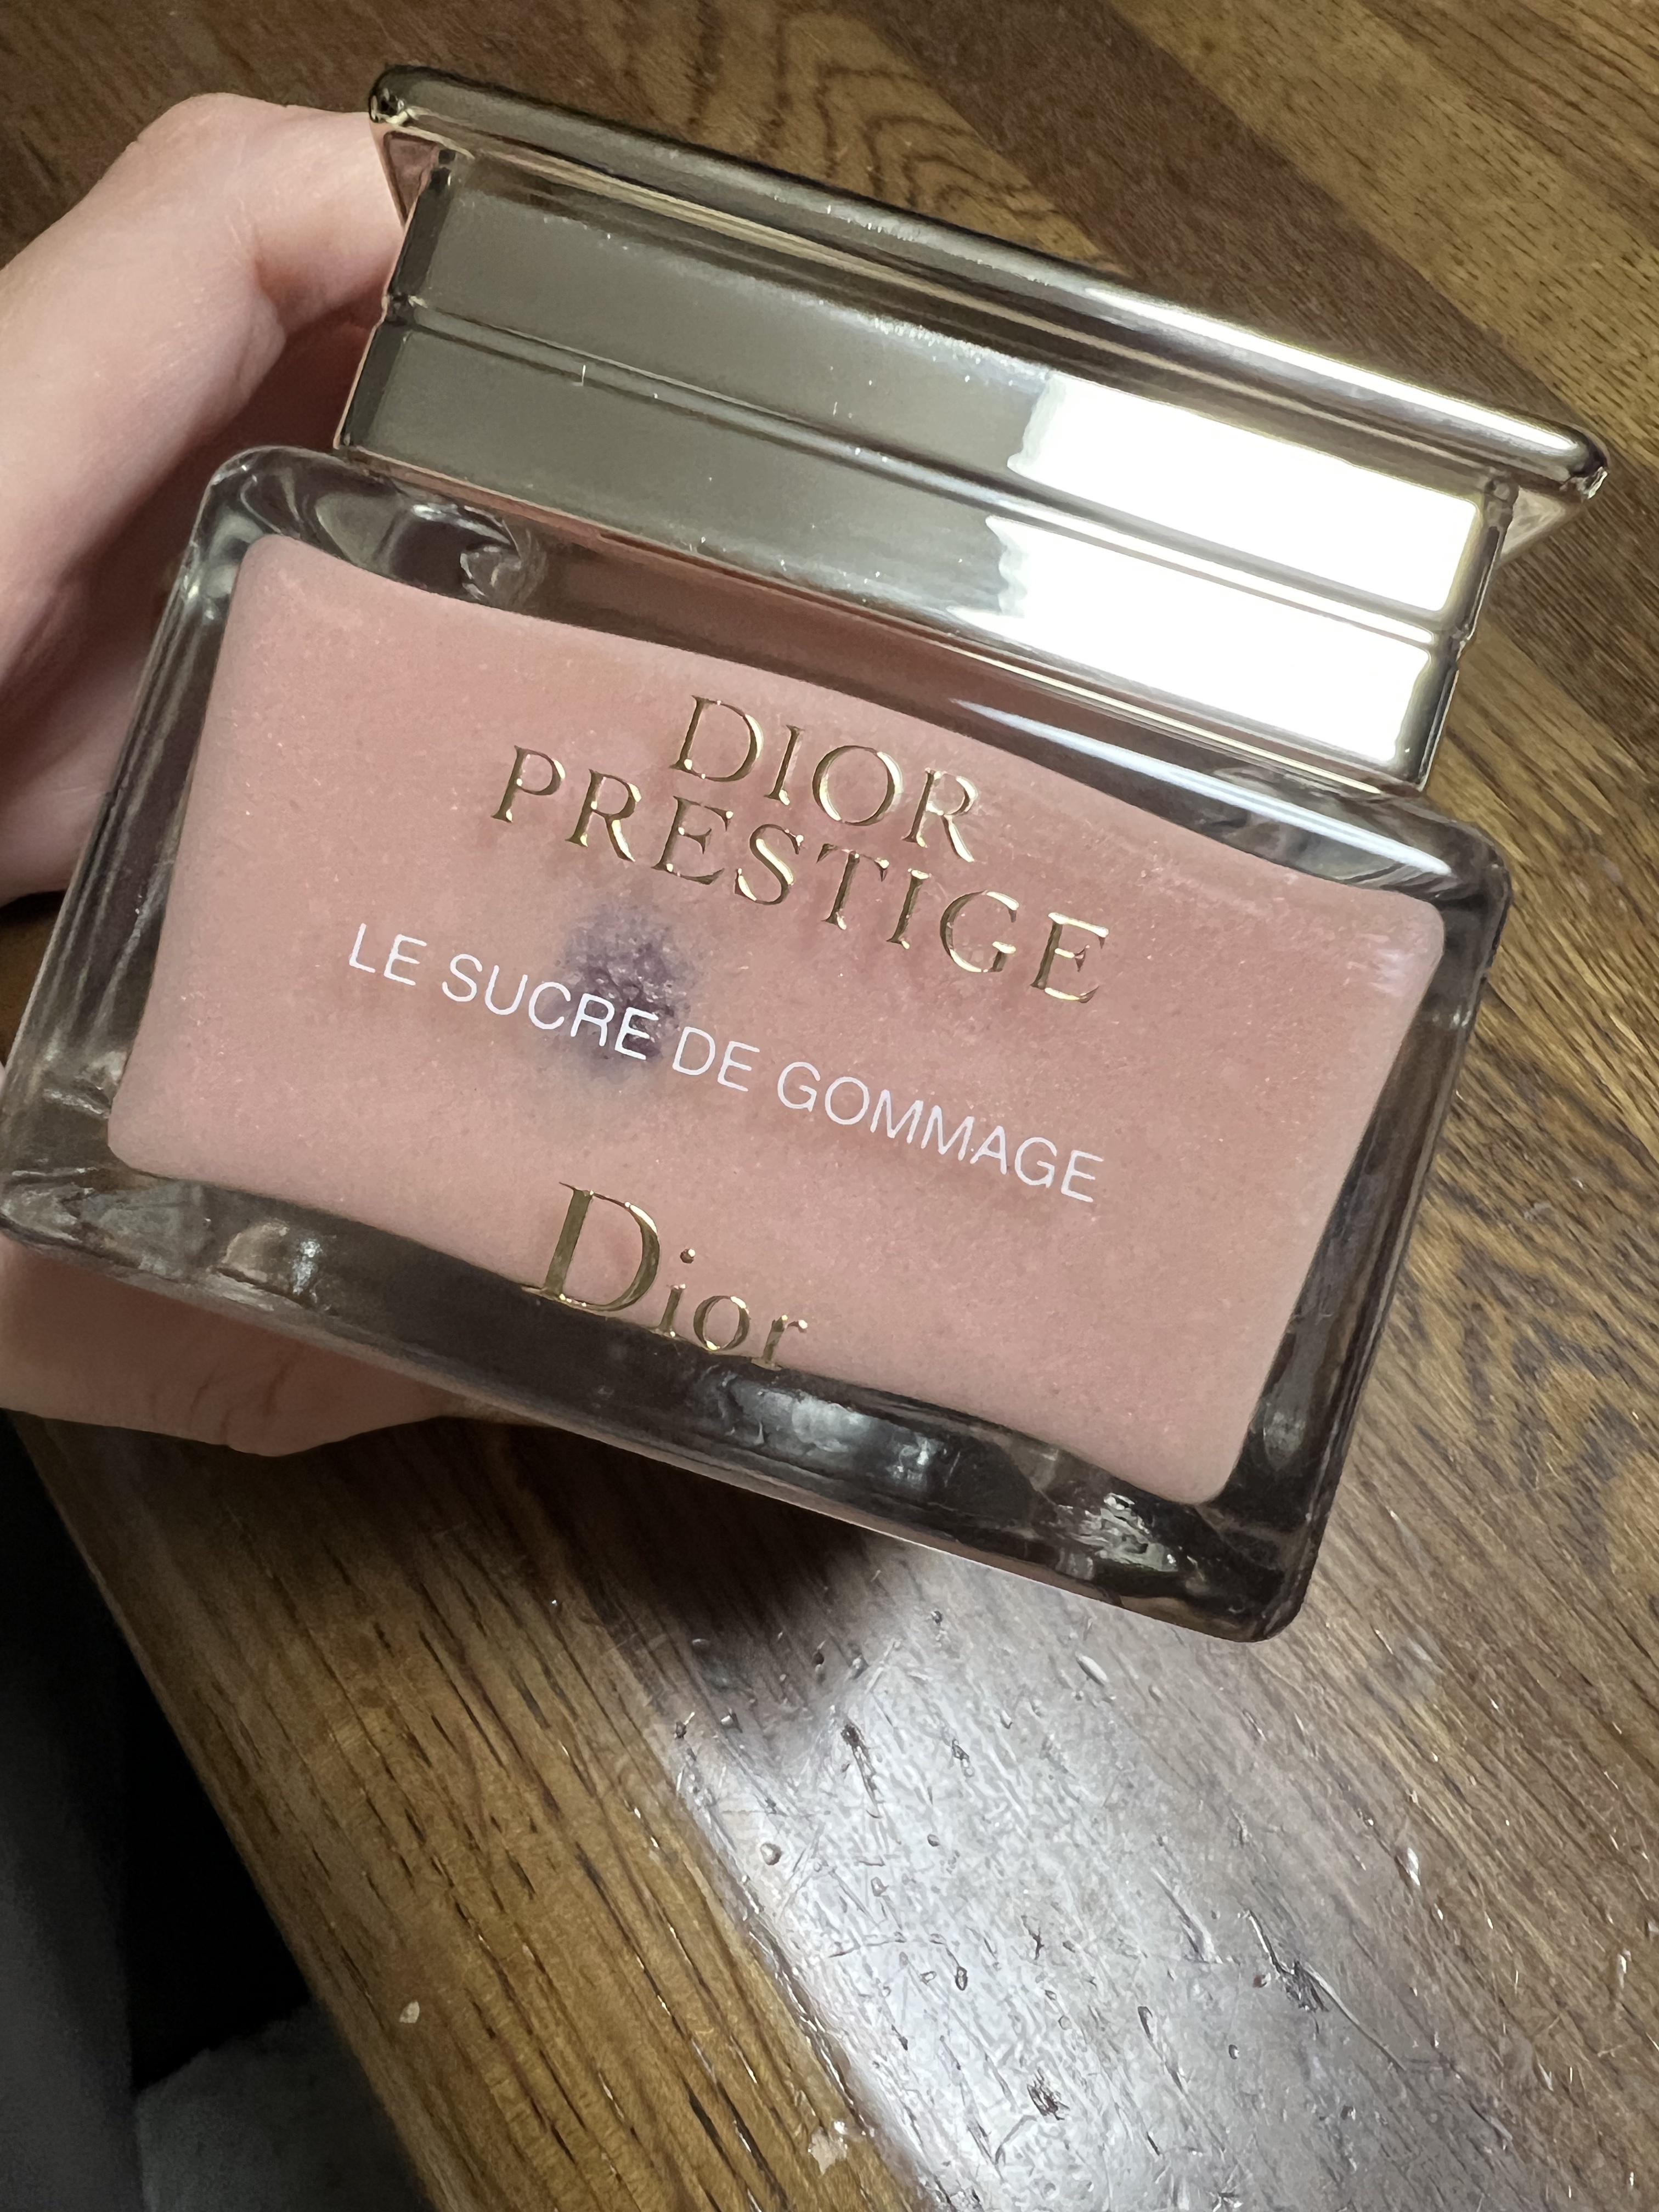 DIOR
PRESTIGE
LE SUCRE DE GOMMAGE
Dior